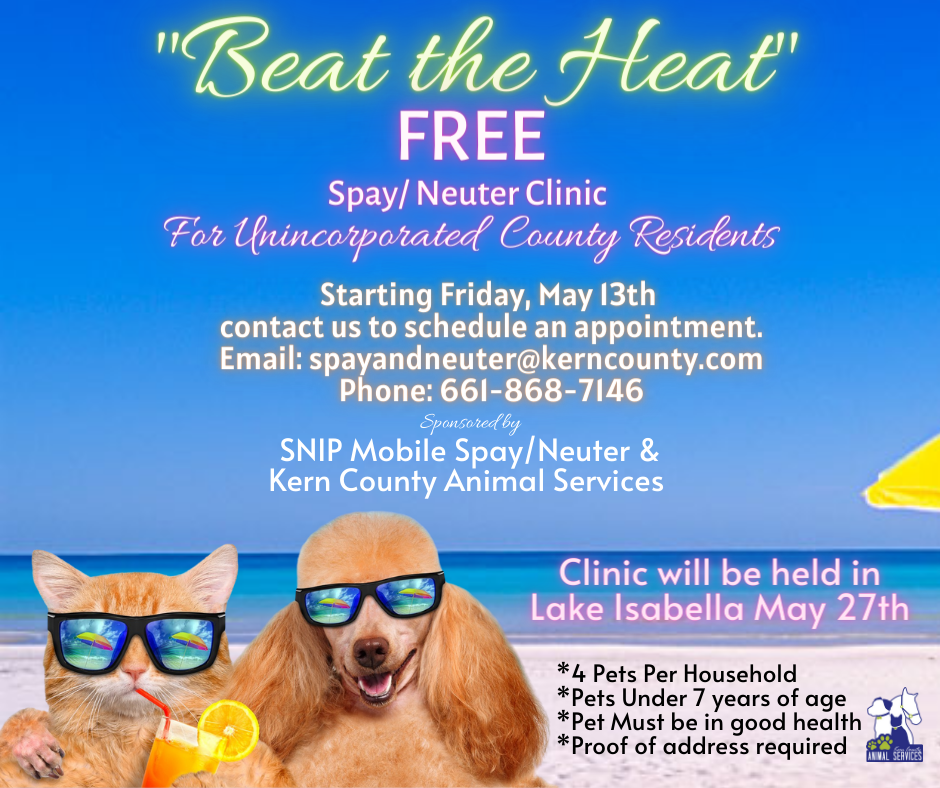 "Beat the Heat"
FREE
Spay/ Neuter Clinic
For Unincorporated County Residents
Starting Friday, May 13th
contact us to schedule an appointment.
Email: spayandneuter@kerncounty.com
Phone: 661-868-7146
Sponsored by
SNIP Mobile Spay/Neuter &
Kern County Animal Services
Clinic will be held in
Lake Isabella May 27th
*4 Pets Per Household
*Pets Under 7 years of age
*Pet Must be in good health
*Proof of address required
Kern County
ANIMAL SERVICES